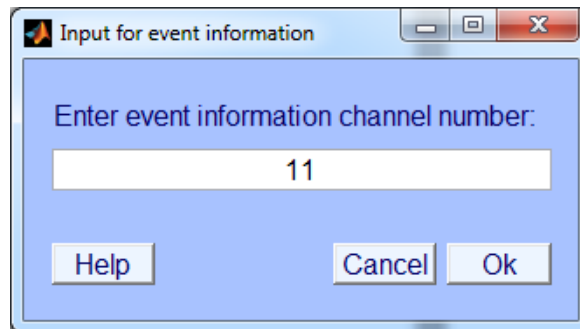 Input for event information
Enter event information channel number:
11
Help Cancel Ok